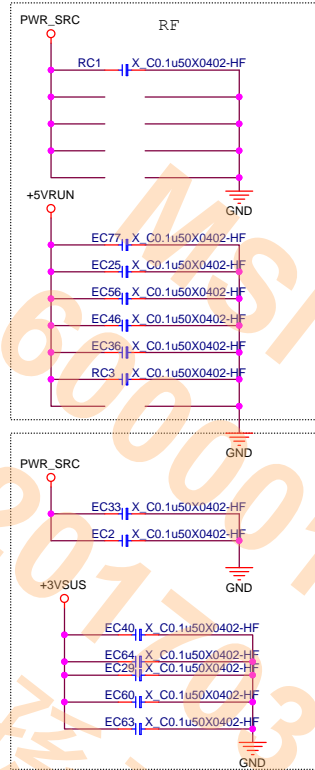 RF
PWR_SRC
RC1 X_C0.1u50X0402-HF
GND
+5VRUN
EC77 X_C0.1u50X0402-HF
EC25 X_C0.1u50X0402-HF
EC56 X_C0.1u50X0402-HF
EC46 X_C0.1u50X0402-HF
EC36 X_C0.1u50X0402-HF
RC3 X_C0.1u50X0402-HF
GND
PWR_SRC
EC33 X_C0.1u50X0402-HF
EC2 X_C0.1u50X0402-HF
GND
+3VSUS
EC40 X_C0.1u50X0402-HF
EC64 X_C0.1u50X0402-HF
EC29 X_C0.1u50X0402-HF
EC60 X_C0.1u50X0402-HF
EC63 X_C0.1u50X0402-HF
GND
MSI